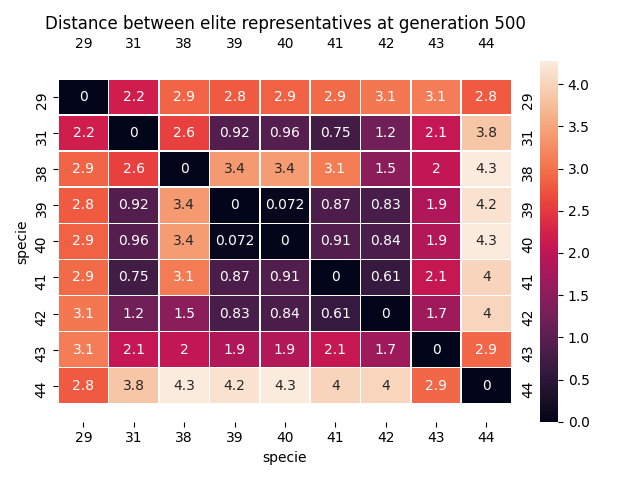 Distance between elite representatives at generation 500
29 31 38 39 40 41 42 43 44
29 0 2.2 2.9 2.8 2.9 2.9 3.1 3.1 2.8 29
31 2.2 0 2.6 0.92 0.96 0.75 1.2 2.1 3.8 31
38 2.9 2.6 0 3.4 3.4 3.1 1.5 2 4.3 38
39 2.8 0.92 3.4 0 0.072 0.87 0.83 1.9 4.2 39
specie
40 2.9 0.96 3.4 0.072 0 0.91 0.84 1.9 4.3 40
41 2.9 0.75 3.1 0.87 0.91 0 0.61 2.1 4 41
42 3.1 1.2 1.5 0.83 0.84 0.61 0 1.7 4 42
43 3.1 2.1 2 1.9 1.9 2.1 1.7 0 2.9 43
44 2.8 3.8 4.3 4.2 4.3 4 4 2.9 0 44
29 31 38 39 40 41 42 43 44
specie
4.0
3.5
3.0
2.5
2.0
1.5
1.0
0.5
0.0